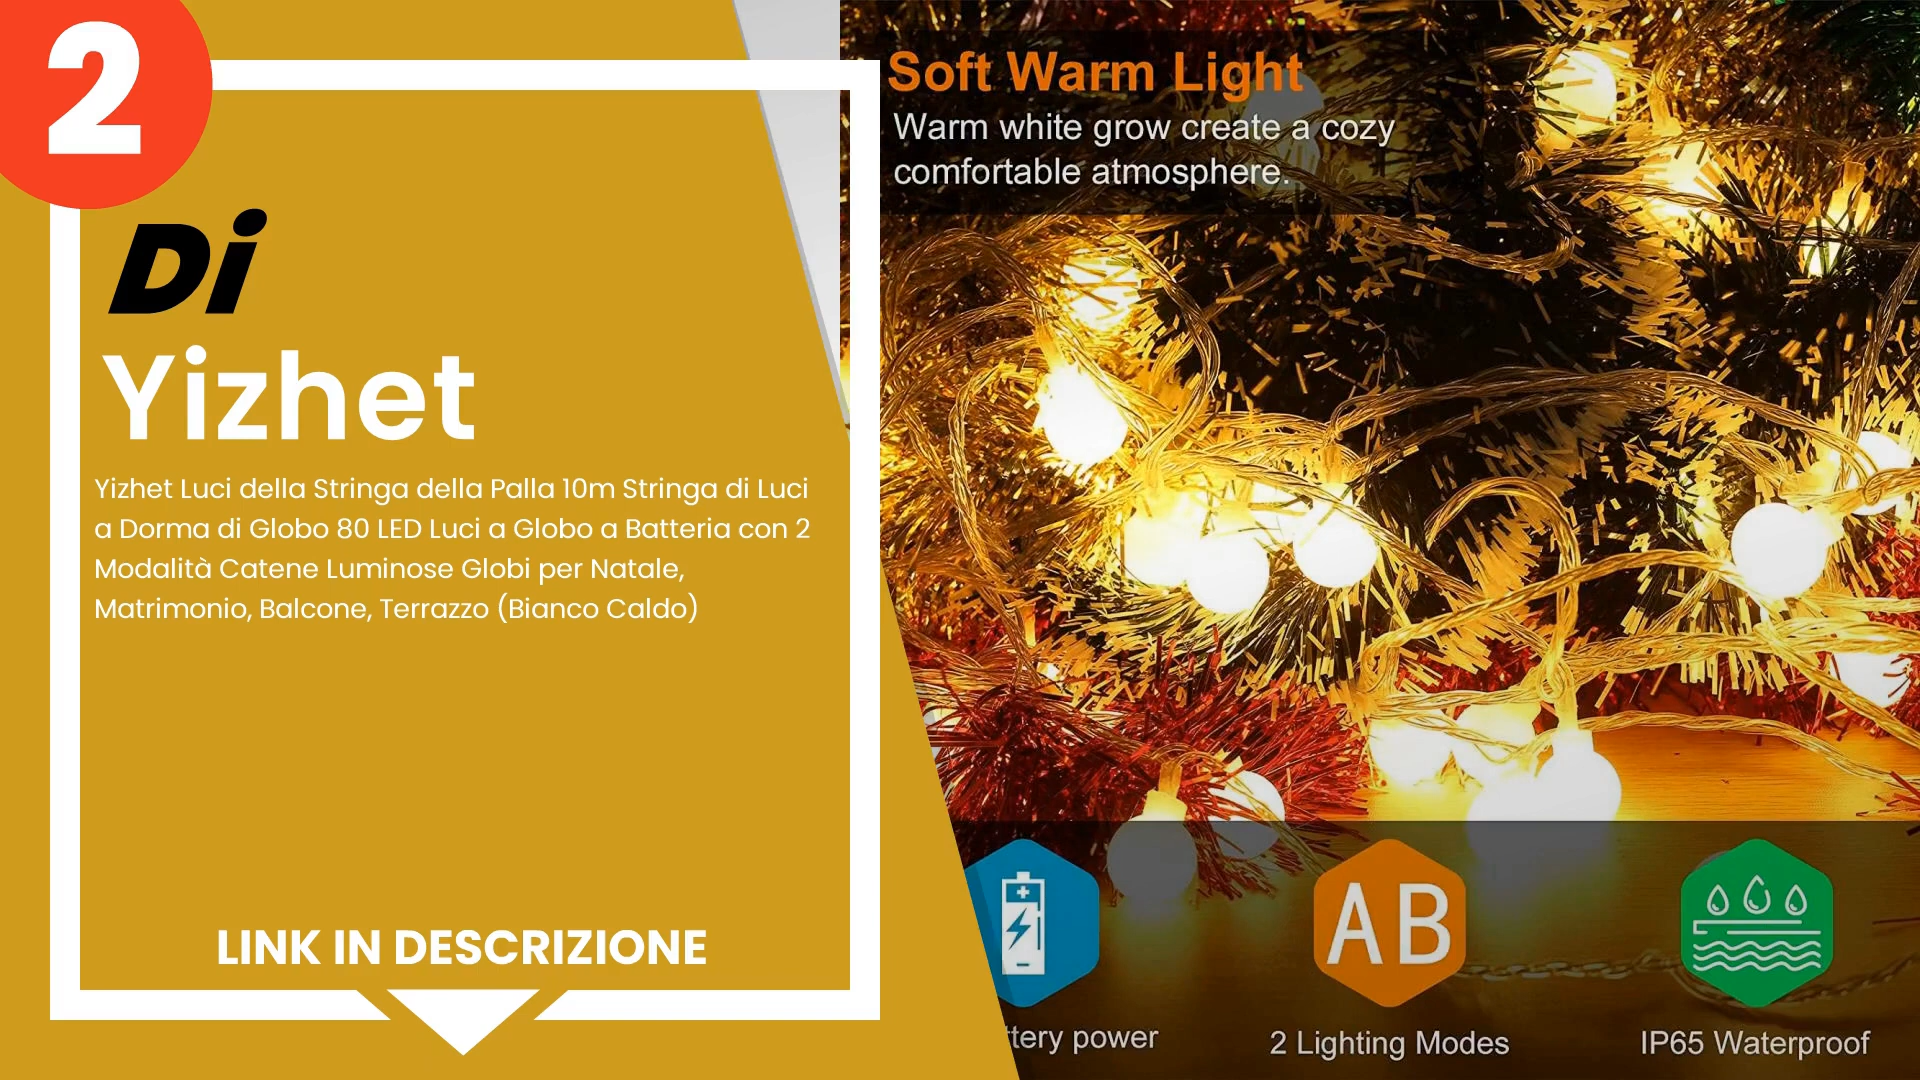 2
Di
Yizhet
Yizhet Luci della Stringa della Palla 10m Stringa di Luci
a Dorma di Globo 80 LED Luci a Globo a Batteria con 2
Modalità Catene Luminose Globi per Natale,
Matrimonio, Balcone, Terrazzo (Bianco Caldo)
LINK IN DESCRIZIONE
Soft Warm Light
Warm white grow create a cozy
comfortable atmosphere.
AB
ttery power
2 Lighting Modes
IP65 Waterproof